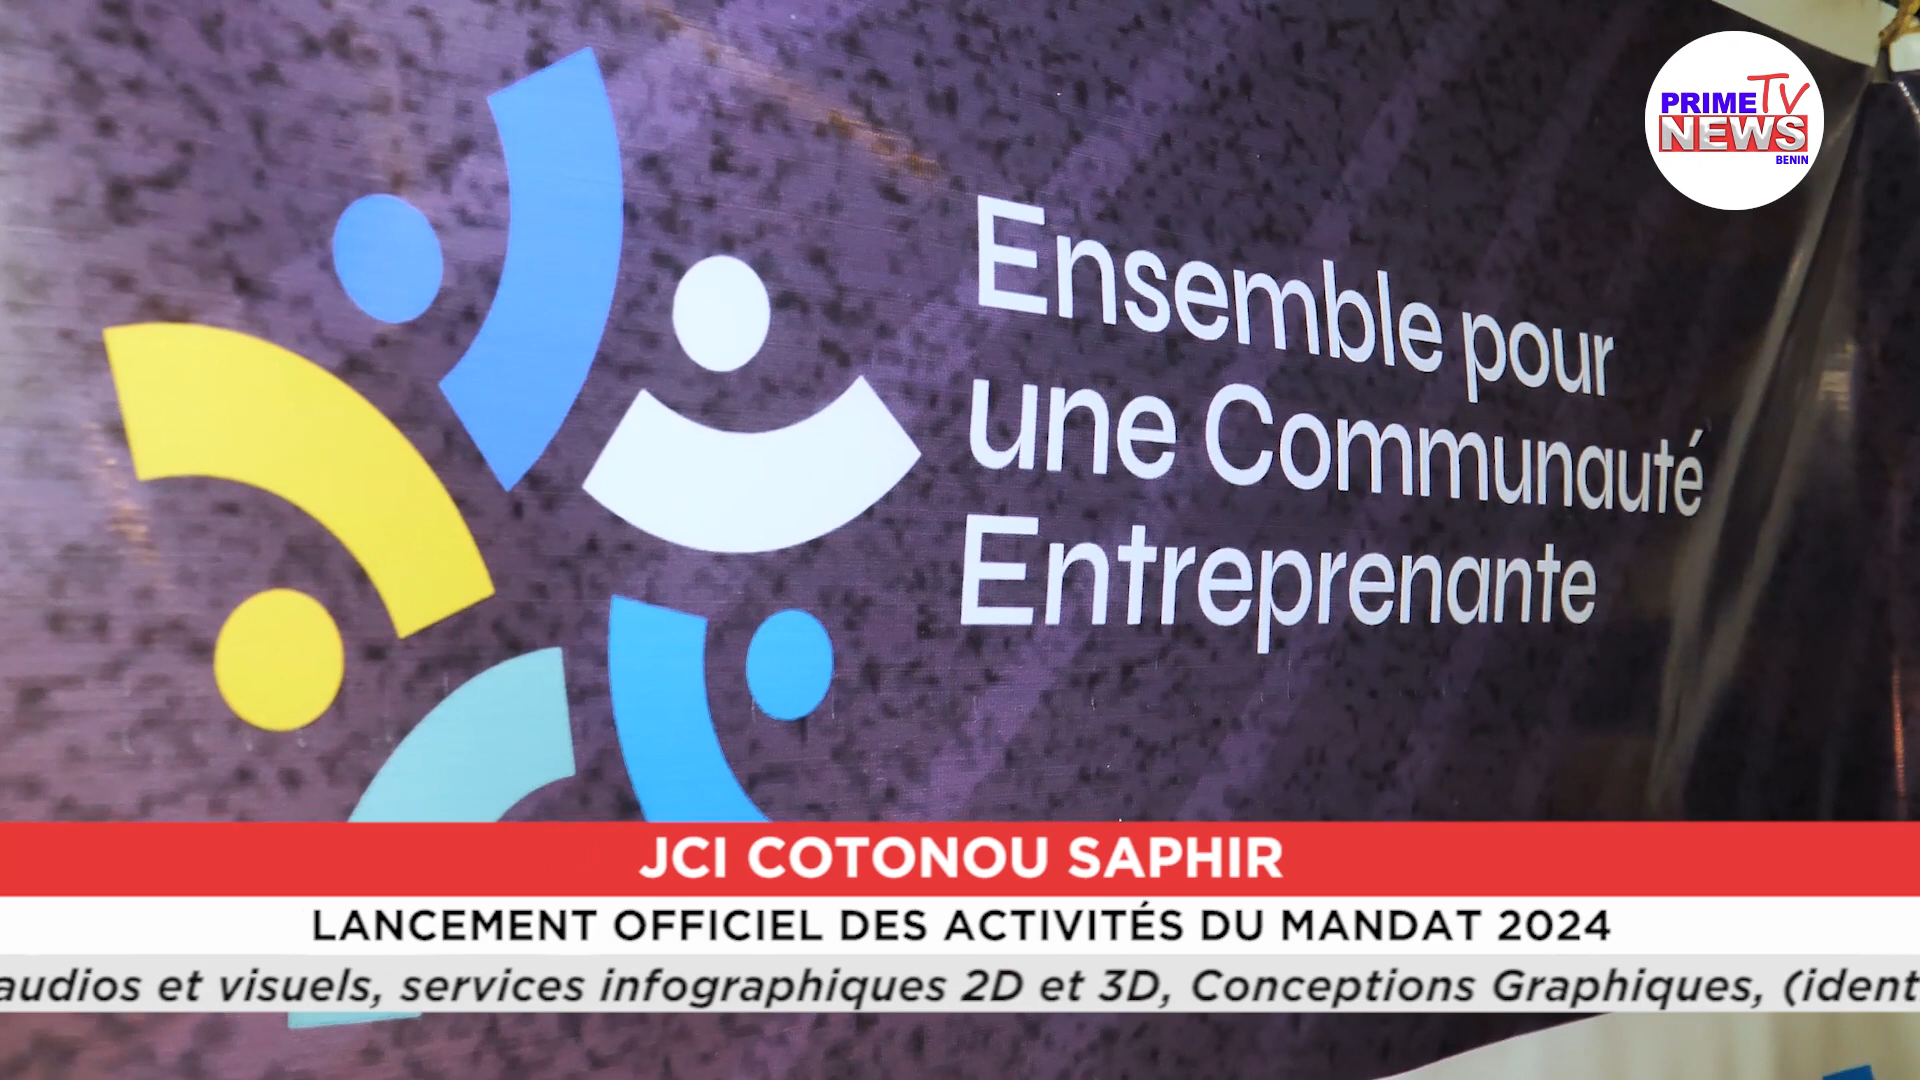 PRIME TV
NEWS
BENIN
Ensemble pour
une Communauté
Entreprenante
JCI COTONOU SAPHIR
LANCEMENT OFFICIEL DES ACTIVITÉS DU MANDAT 2024
audios et visuels, services infographiques 2D et 3D, Conceptions Graphiques, (ident